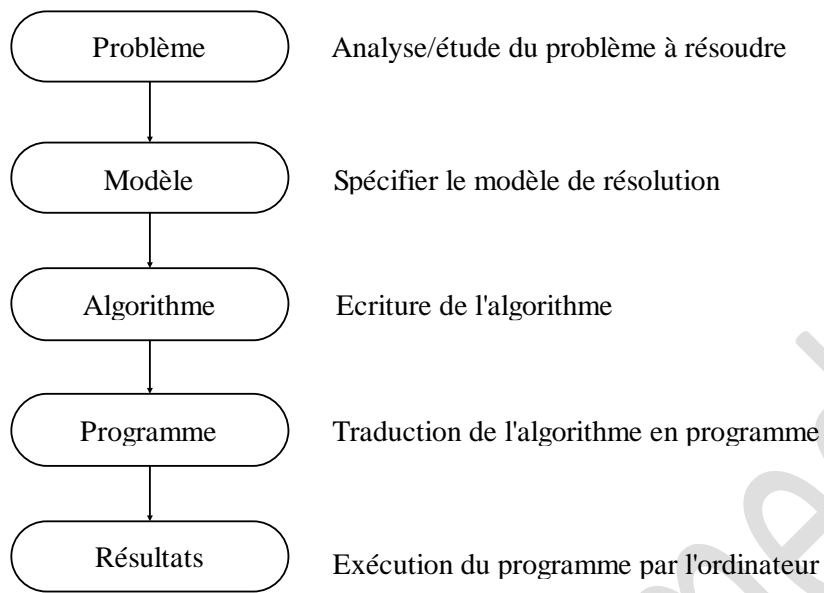 Problème Analyse/étude du problème à résoudre
Modèle Spécifier le modèle de résolution
Algorithme Ecriture de l'algorithme
Programme Traduction de l'algorithme en programme
Résultats Exécution du programme par l'ordinateur